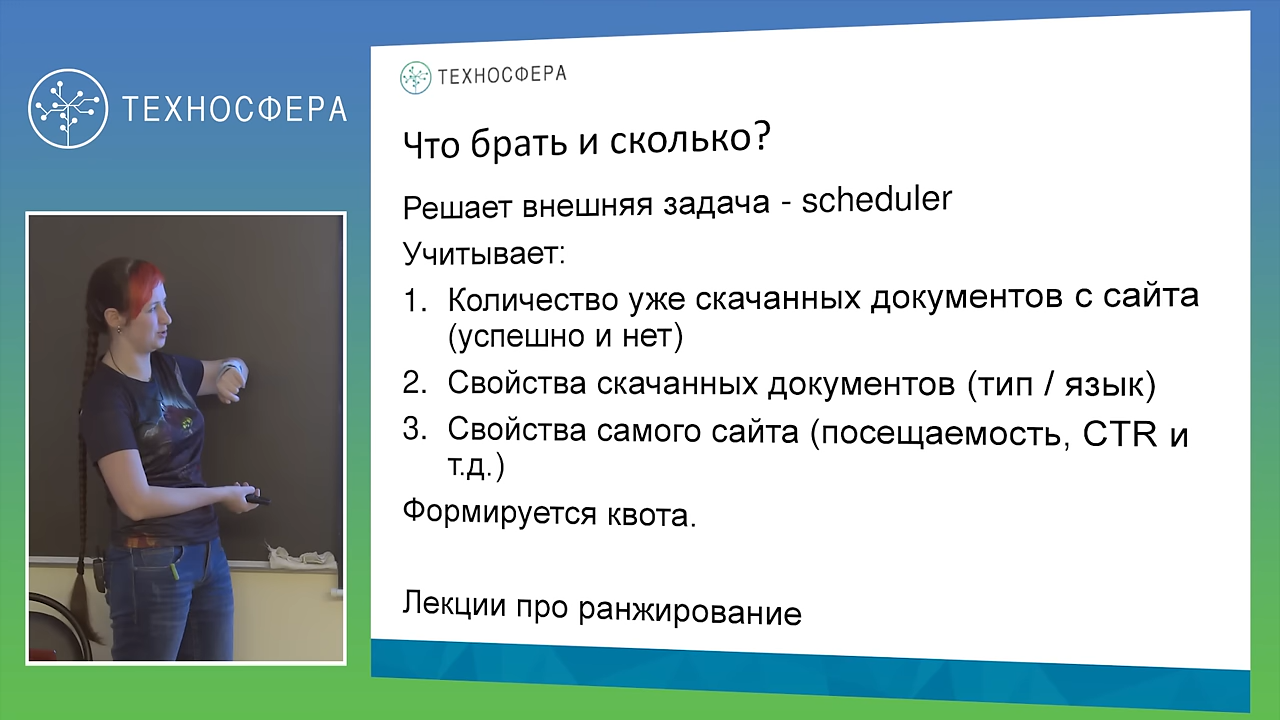 ТЕХНОСФЕРА
ТЕХНОСФЕРА
Что брать и сколько?
Решает внешняя задача - scheduler
Учитывает:
1. Количество уже скачанных документов с сайта
(успешно и нет)
2. Свойства скачанных документов (тип / язык)
3. Свойства самого сайта (посещаемость, CTR и
т.д.)
Формируется квота.
Лекции про ранжирование